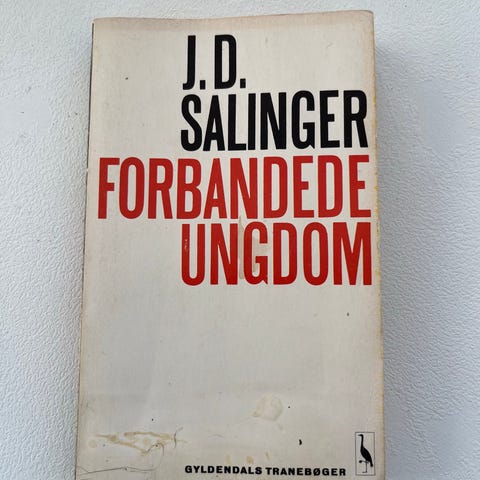 J. D.
SALINGER
FORBANDEDE
UNGDOM
GYLDENDALS TRANEBØGER